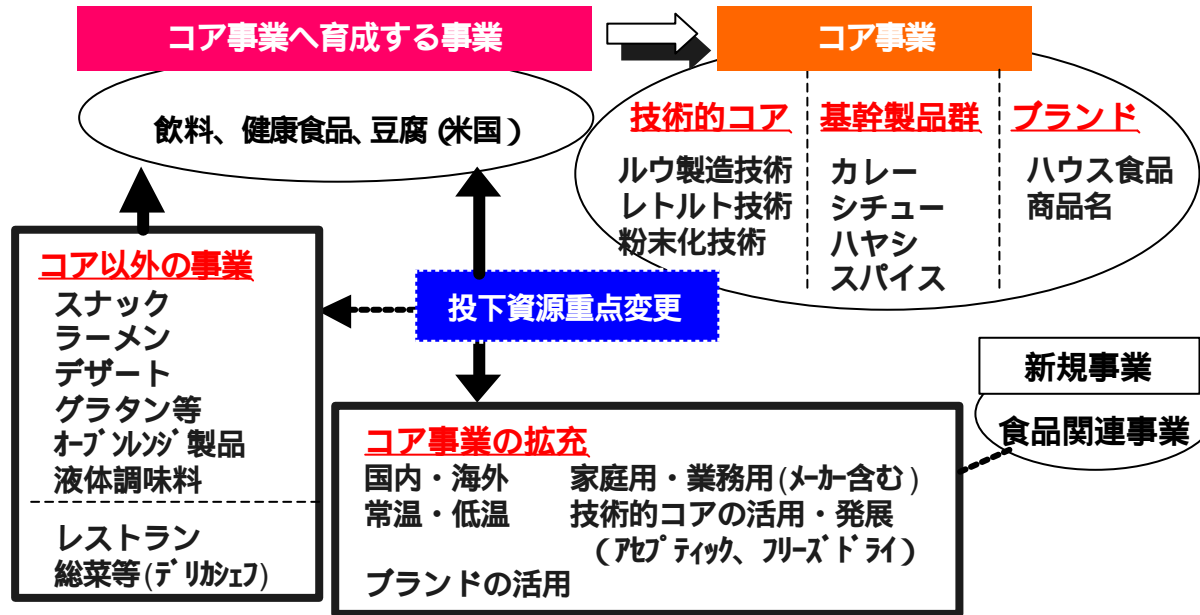 コア事業へ育成する事業
コア事業
飲料、健康食品、豆腐(米国)
技術的コア
ルウ製造技術
レトルト技術
粉末化技術
基幹製品群
カレー
シチュー
ハヤシ
スパイス
ブランド
ハウス食品
商品名
コア以外の事業
スナック
ラーメン
デザート
グラタン等
オーブンレンジ製品
液体調味料
レストラン
総菜等(デリカシェフ)
投下資源重点変更
新規事業
食品関連事業
コア事業の拡充
国内・海外 家庭用・業務用(メーカー含む)
常温・低温 技術的コアの活用・発展
(アセプティック、フリーズドライ)
ブランドの活用